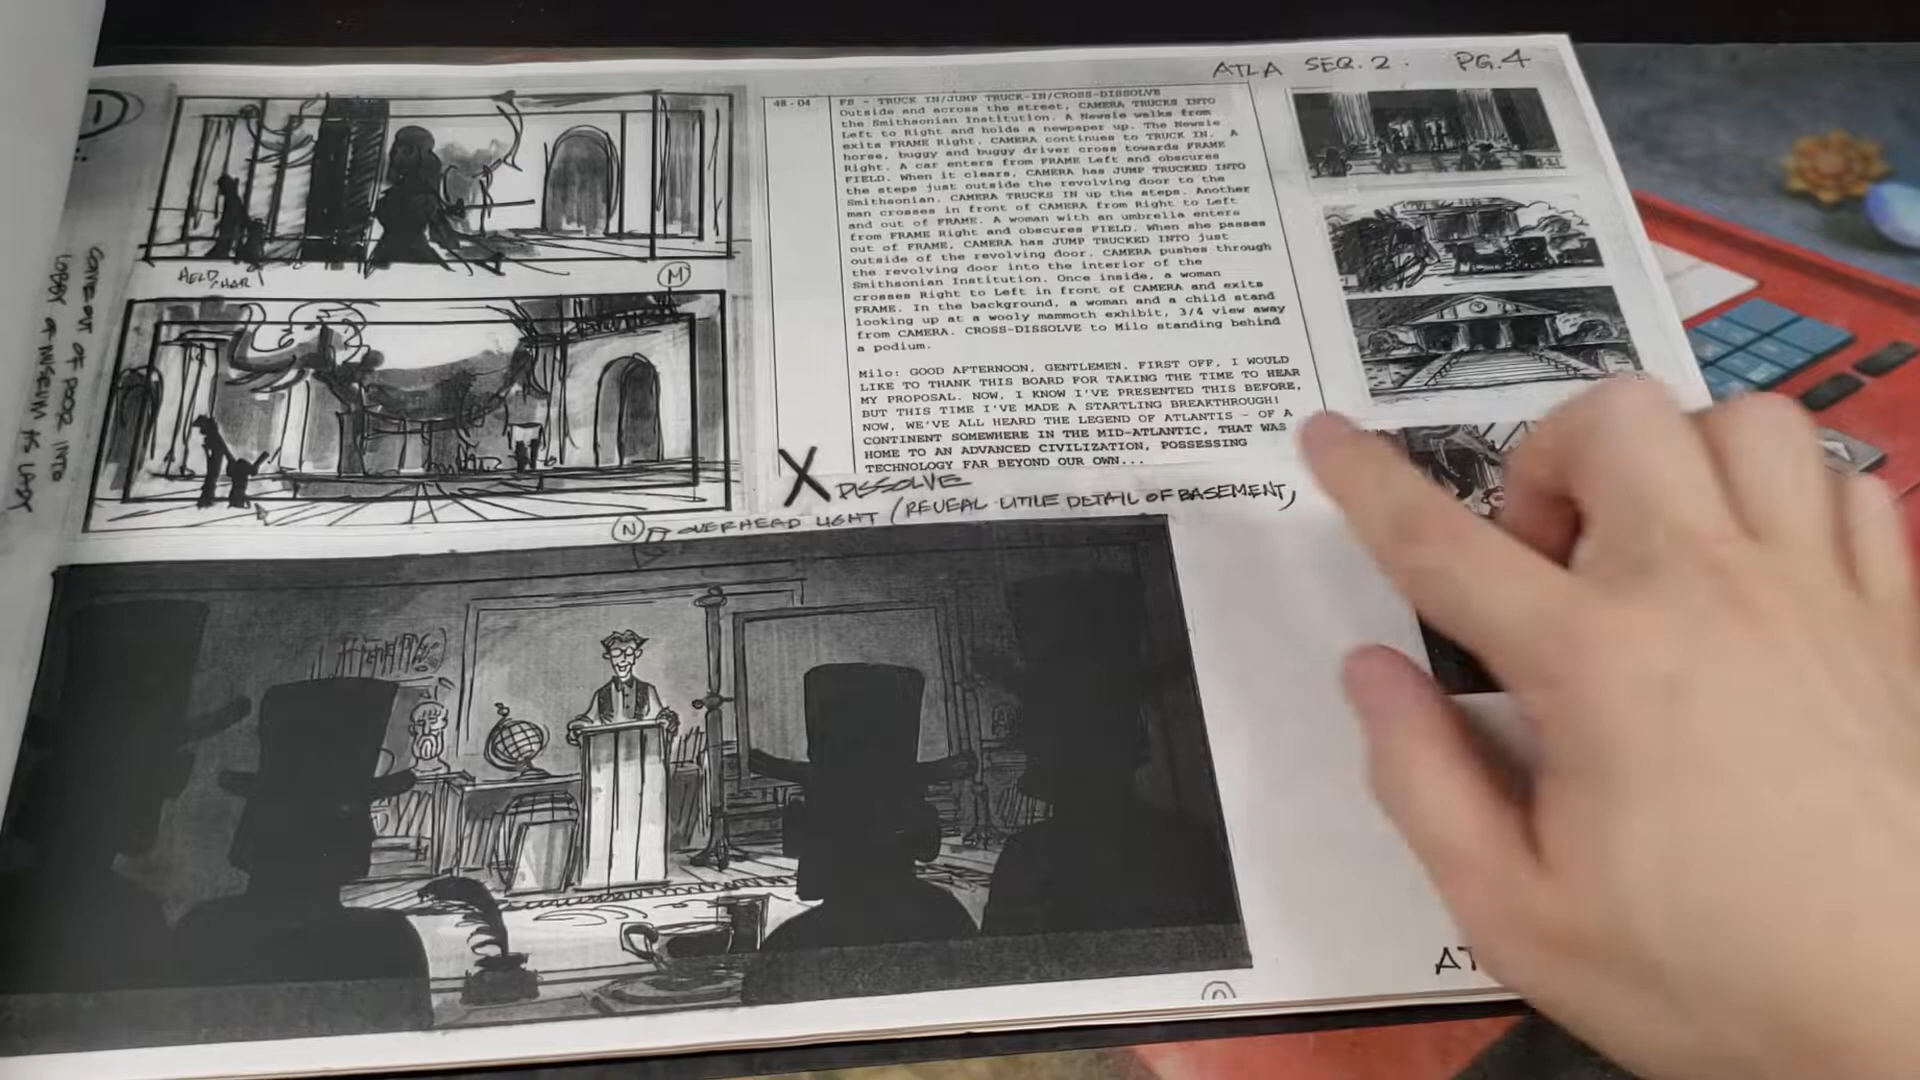 ATLA SEQ. 2. PG. 4
48-04
FS - TRUCK IN/JUMP TRUCK-IN/CROSS-DISSOLVE
Outside and across the street, CAMERA TRUCKS INTO
the Smithsonian Institution. A Newsie walks from
Left to Right and holds a newpaper up. The Newsie
exits FRAME Right. CAMERA continues to TRUCK IN. A
horse, buggy and buggy driver cross towards FRAME
Right. A car enters from FRAME Left and obscures
FIELD. When it clears, CAMERA has JUMP TRUCKED INTO
the steps just outside the revolving door to the
Smithsonian. CAMERA TRUCKS IN up the steps. Another
man crosses in front of CAMERA from Right to Left
and out of FRAME. A woman with an umbrella enters
from FRAME Right and obscures FIELD. When she passes
out of FRAME, CAMERA has JUMP TRUCKED INTO just
outside of the revolving door. CAMERA pushes through
the revolving door into the interior of the
Smithsonian Institution. Once inside, a woman
crosses Right to Left in front of CAMERA and exits
FRAME. In the background, a woman and a child stand
looking up at a wooly mammoth exhibit, 3/4 view away
from CAMERA. CROSS-DISSOLVE to Milo standing behind
a podium.
Milo: GOOD AFTERNOON, GENTLEMEN. FIRST OFF, I WOULD
LIKE TO THANK THIS BOARD FOR TAKING THE TIME TO HEAR
MY PROPOSAL. NOW, I KNOW I'VE PRESENTED THIS BEFORE,
BUT THIS TIME I'VE MADE A STARTLING BREAKTHROUGH!
NOW, WE'VE ALL HEARD THE LEGEND OF ATLANTIS - OF A
CONTINENT SOMEWHERE IN THE MID-ATLANTIC, THAT WAS
HOME TO AN ADVANCED CIVILIZATION, POSSESSING
TECHNOLOGY FAR BEYOND OUR OWN...
HELD
M
COME OUT OF DOOR INTO
LOBBY OF MUSEUM AS LADY
X DISSOLVE
N OVERHEAD LIGHT (REVEAL LITTLE DETAIL OF BASEMENT)
AT